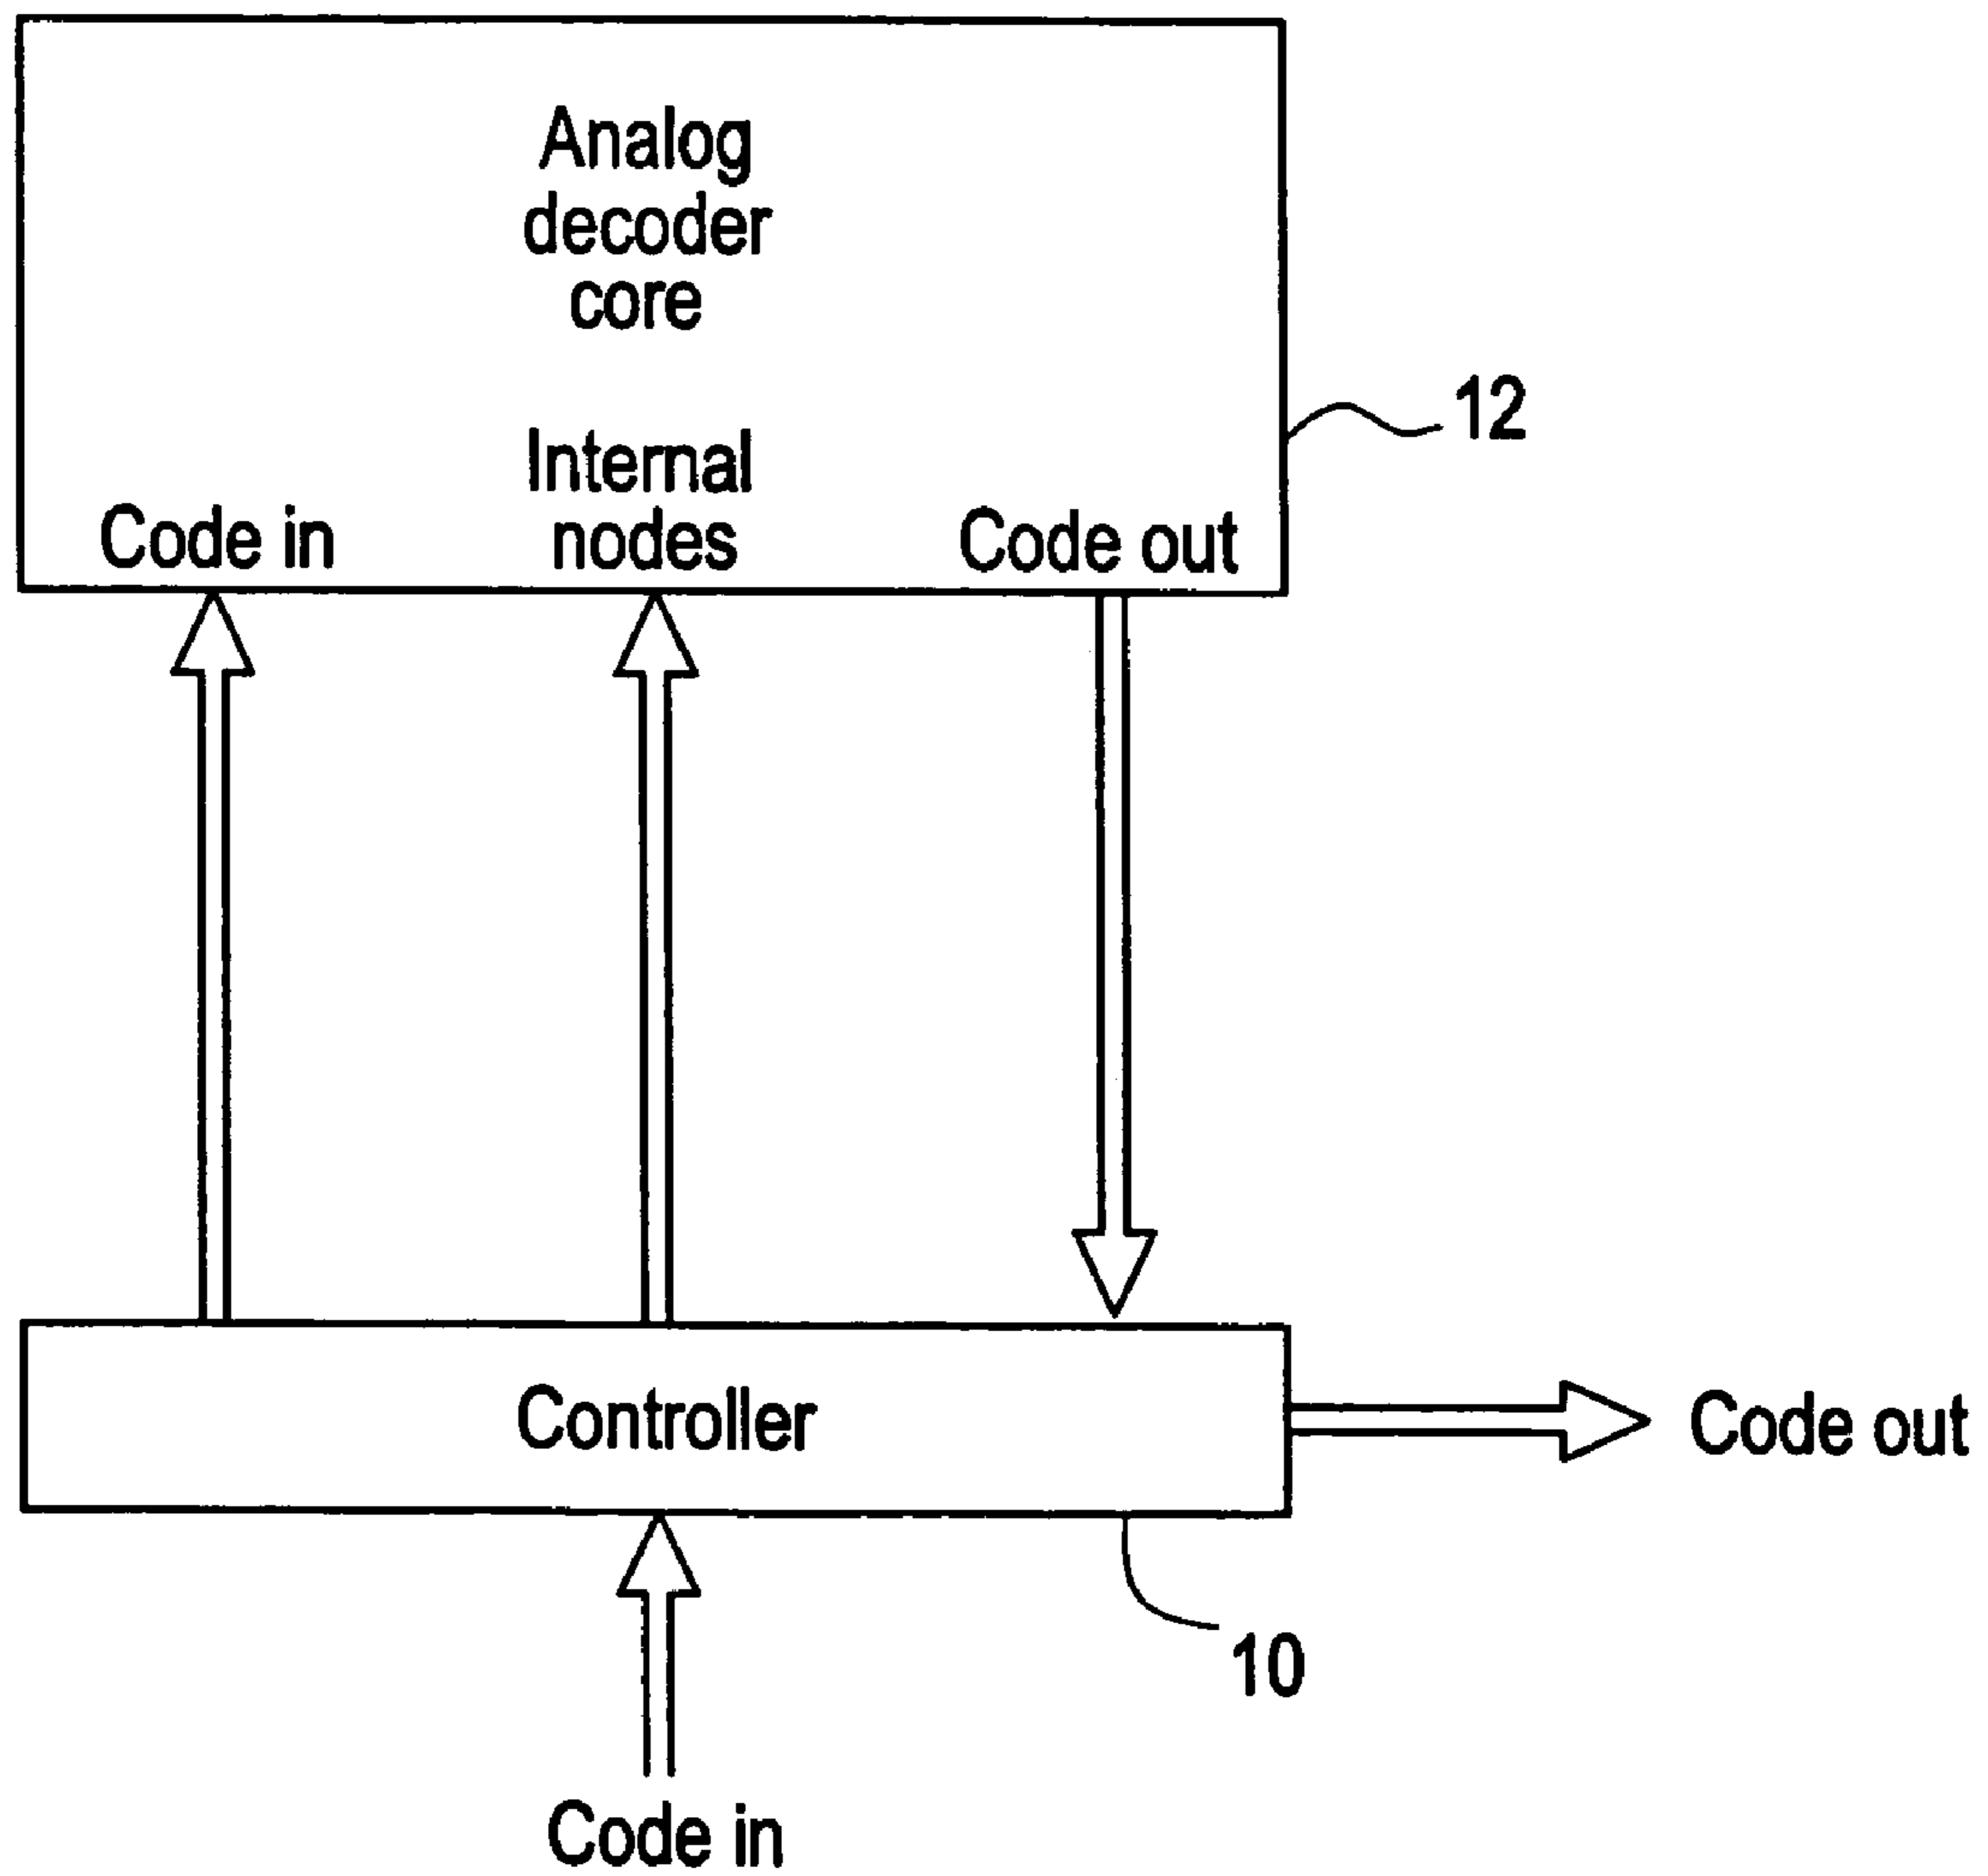 Analog
decoder
core
12
Internal
nodes
Code in
Code out
Controller
Code out
10
Code in